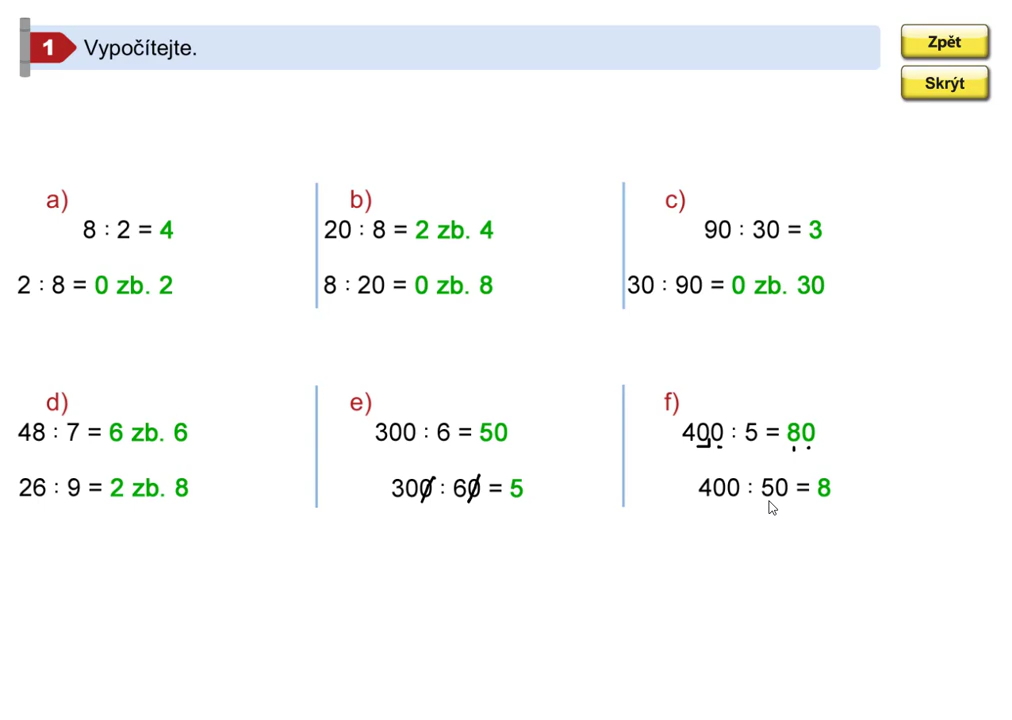 1 Vypočítejte.
Zpět
Skrýt
a)
8 : 2 = 4
2 : 8 = 0 zb. 2
b)
20 : 8 = 2 zb. 4
8 : 20 = 0 zb. 8
c)
90 : 30 = 3
30 : 90 = 0 zb. 30
d)
48 : 7 = 6 zb. 6
26 : 9 = 2 zb. 8
e)
300 : 6 = 50
300 : 60 = 5
f)
400 : 5 = 80
400 : 50 = 8